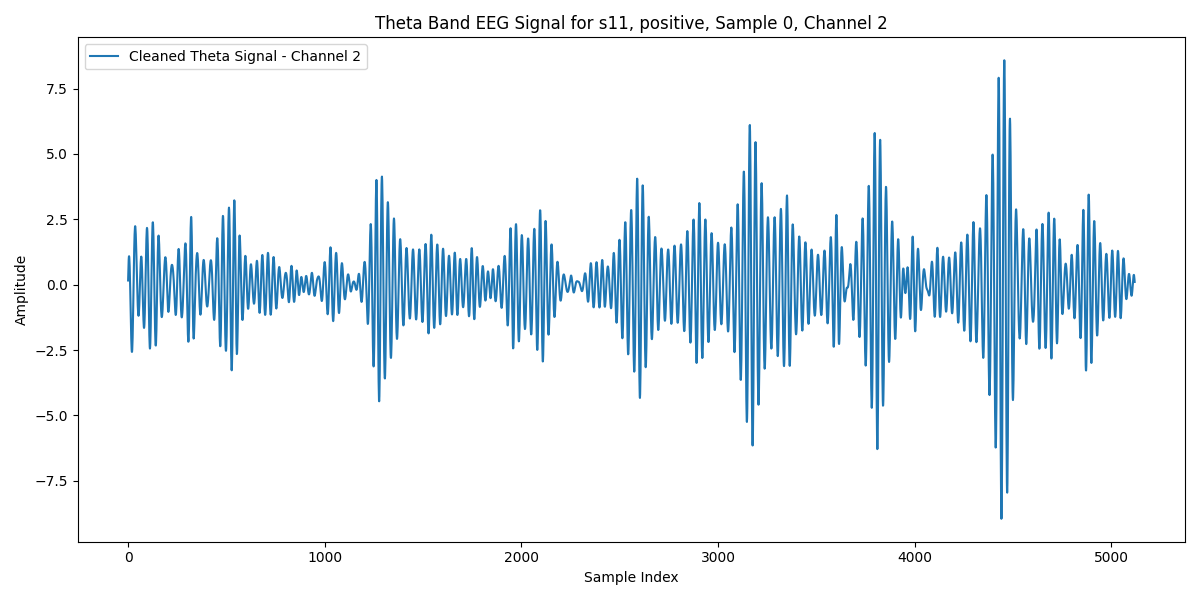 Theta Band EEG Signal for s11, positive, Sample 0, Channel 2
Cleaned Theta Signal - Channel 2
Amplitude
7.5
5.0
2.5
0.0
−2.5
−5.0
−7.5
0 1000 2000 3000 4000 5000
Sample Index